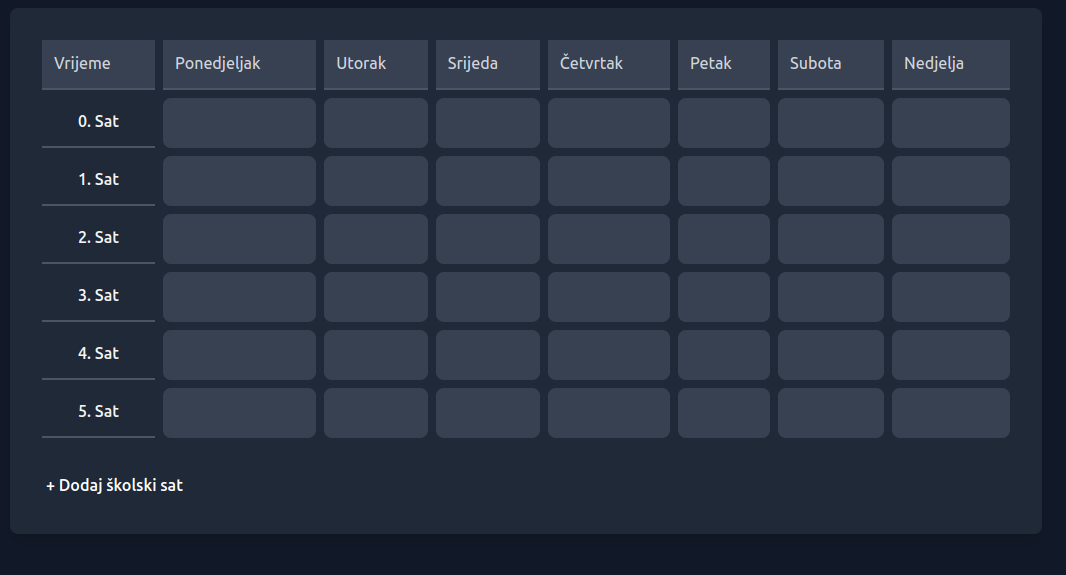 Vrijeme Ponedjeljak Utorak Srijeda Četvrtak Petak Subota Nedjelja
0. Sat
1. Sat
2. Sat
3. Sat
4. Sat
5. Sat
+ Dodaj školski sat